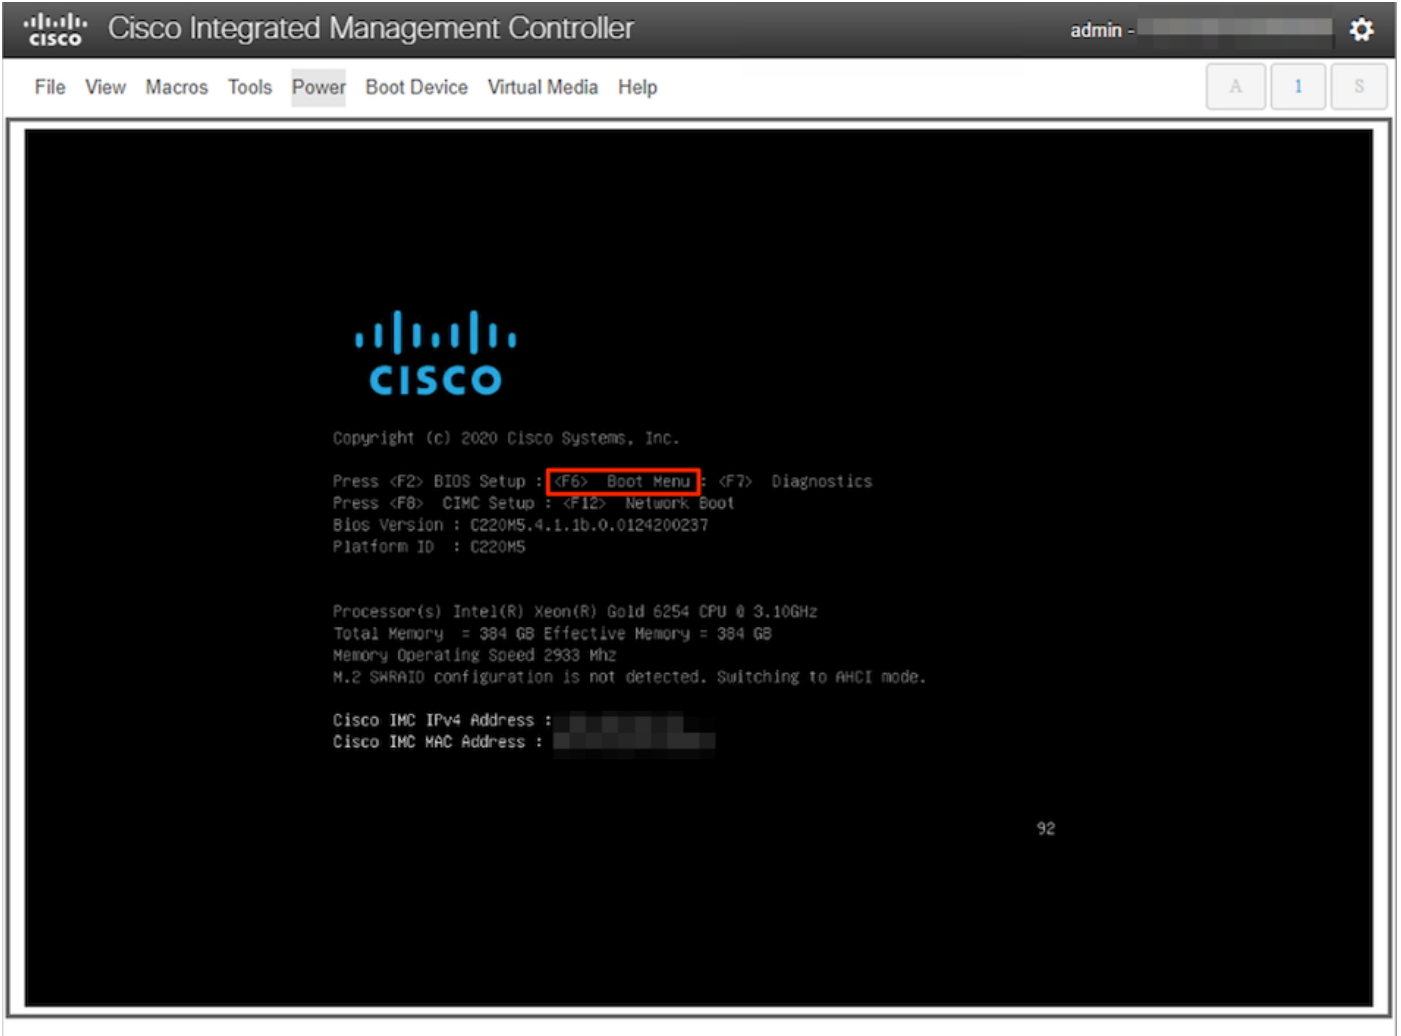 CISCO Cisco Integrated Management Controller admin -
File View Macros Tools Power Boot Device Virtual Media Help A 1 S
CISCO
Copyright (c) 2020 Cisco Systems, Inc.
Press <F2> BIOS Setup : <F6> Boot Menu : <F7> Diagnostics
Press <F8> CIMC Setup : <F12> Network Boot
Bios Version : C220M5.4.1.1b.0.0124200237
Platform ID : C220M5
Processor(s) Intel(R) Xeon(R) Gold 6254 CPU @ 3.10GHz
Total Memory = 384 GB Effective Memory = 384 GB
Memory Operating Speed 2933 Mhz
M.2 SWRAID configuration is not detected. Switching to AHCI mode.
Cisco IMC IPv4 Address :
Cisco IMC MAC Address :
92